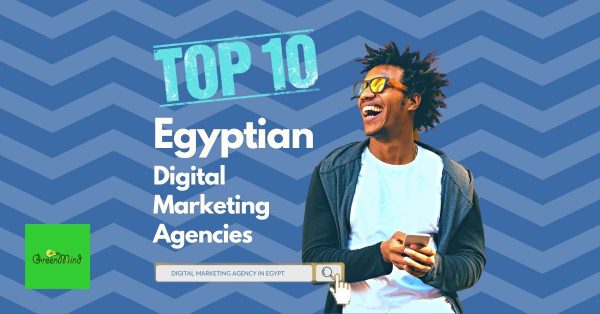 TOP 10
Egyptian
Digital
Marketing
Agencies
DIGITAL MARKETING AGENCY IN EGYPT
GreenMind